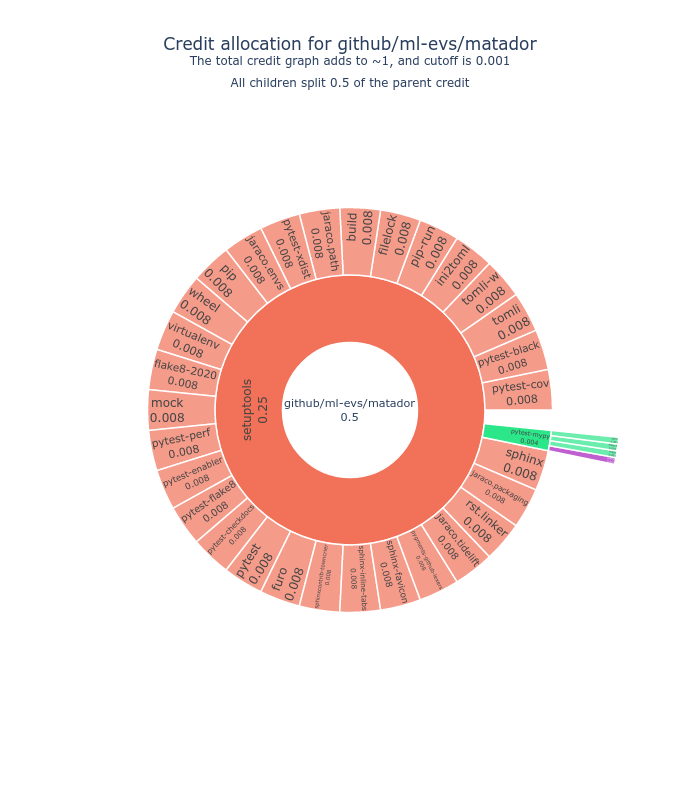 Credit allocation for github/ml-evs/matador
The total credit graph adds to ~1, and cutoff is 0.001
All children split 0.5 of the parent credit
github/ml-evs/matador
0.5
setuptools
0.25
build
0.008
filelock
0.008
pip-run
0.008
ini2toml
0.008
tomli-w
0.008
tomli
0.008
pytest-black
0.008
pytest-cov
0.008
pytest-mypy
0.004
sphinx
0.008
jaraco.packaging
0.008
rst.linker
0.008
jaraco.tidelift
0.008
0.008
sphinx-favicon
0.008
sphinx-inline-tabs
0.008
0.008
furo
0.008
pytest
0.008
pytest-checkdocs
0.008
pytest-flake8
0.008
pytest-enabler
0.008
pytest-perf
0.008
mock
0.008
flake8-2020
0.008
virtualenv
0.008
wheel
0.008
pip
0.008
jaraco.envs
0.008
pytest-xdist
0.008
jaraco.path
0.008